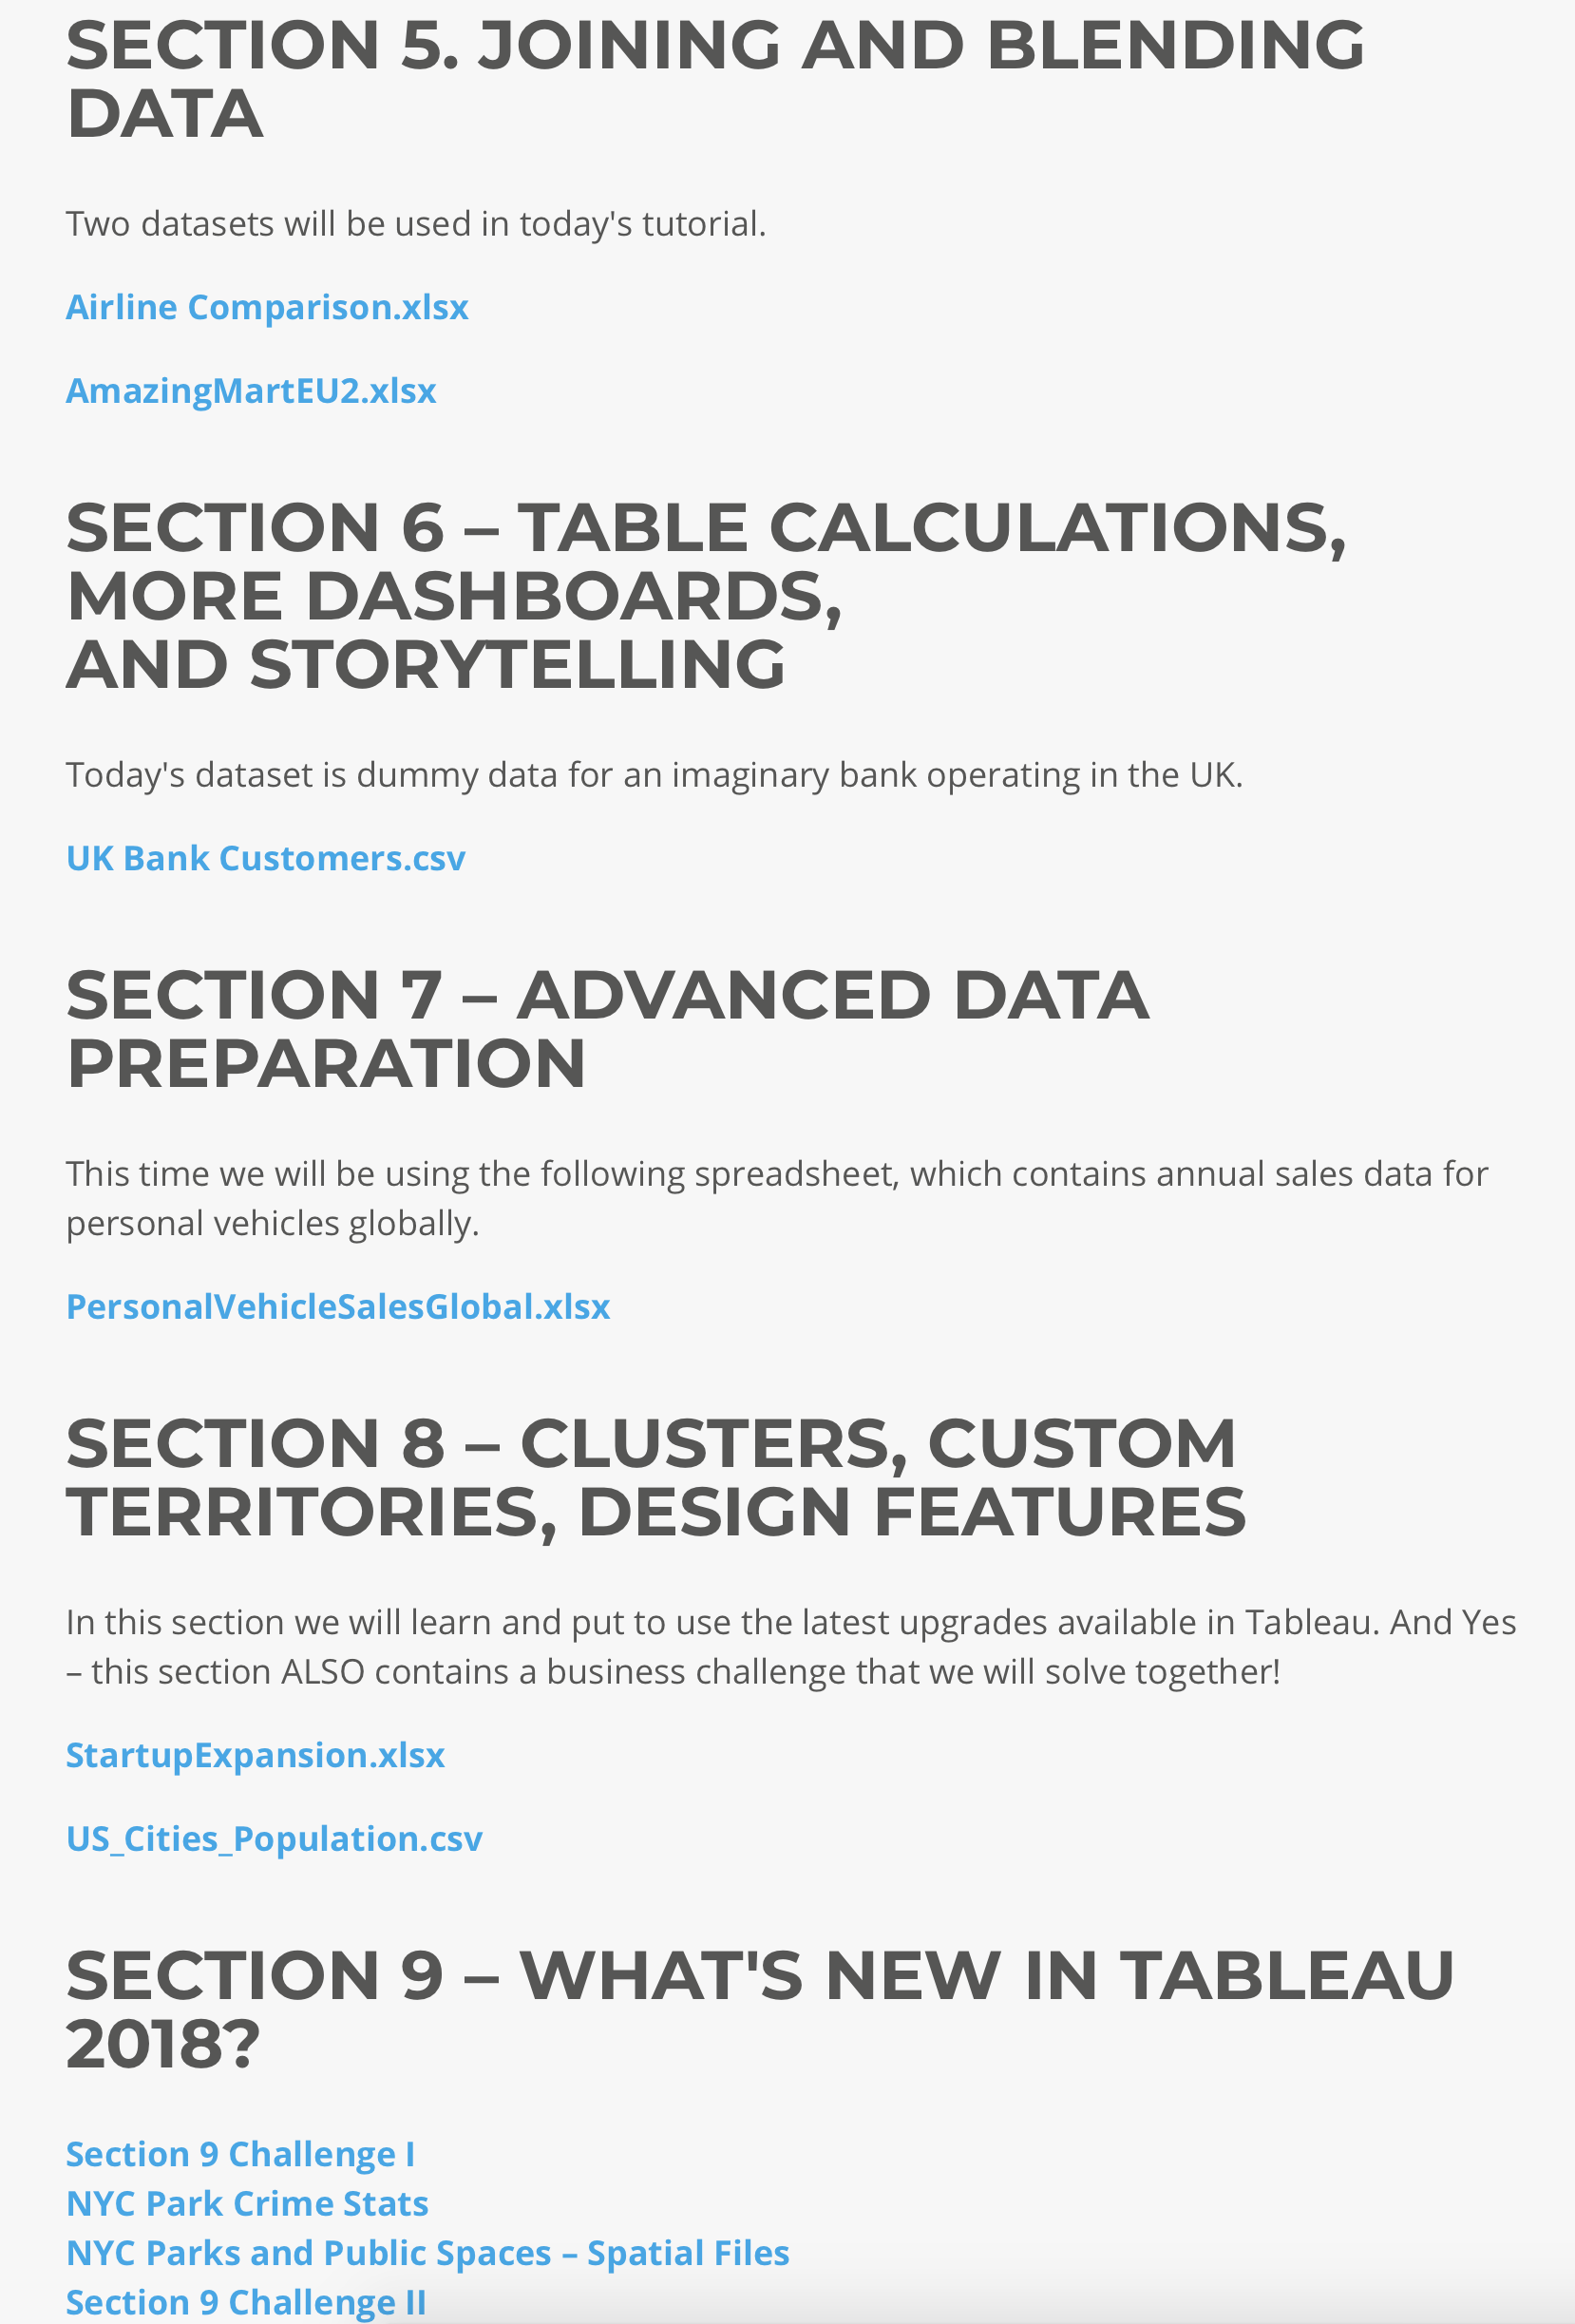 SECTION 5. JOINING AND BLENDING
DATA
Two datasets will be used in today's tutorial.
Airline Comparison.xlsx
AmazingMartEU2.xlsx
SECTION 6 – TABLE CALCULATIONS,
MORE DASHBOARDS,
AND STORYTELLING
Today's dataset is dummy data for an imaginary bank operating in the UK.
UK Bank Customers.csv
SECTION 7 – ADVANCED DATA
PREPARATION
This time we will be using the following spreadsheet, which contains annual sales data for
personal vehicles globally.
PersonalVehicleSalesGlobal.xlsx
SECTION 8 – CLUSTERS, CUSTOM
TERRITORIES, DESIGN FEATURES
In this section we will learn and put to use the latest upgrades available in Tableau. And Yes
– this section ALSO contains a business challenge that we will solve together!
StartupExpansion.xlsx
US_Cities_Population.csv
SECTION 9 – WHAT'S NEW IN TABLEAU
2018?
Section 9 Challenge I
NYC Park Crime Stats
NYC Parks and Public Spaces – Spatial Files
Section 9 Challenge II